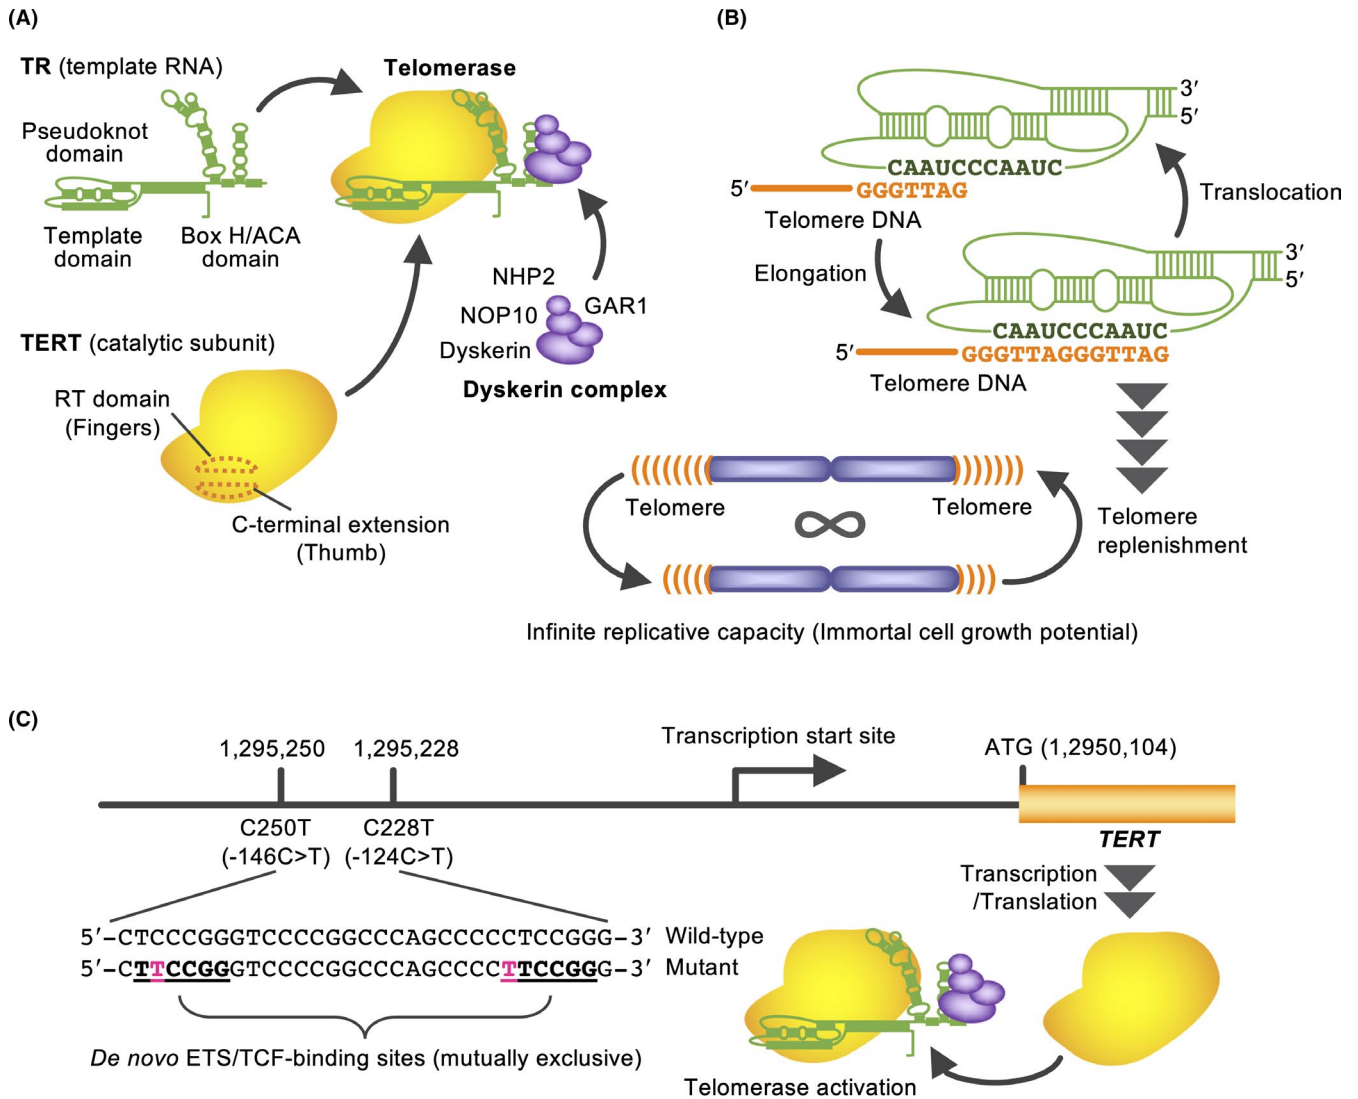 (A)
TR (template RNA)
Pseudoknot
domain
Template
domain
Box H/ACA
domain
Telomerase
NHP2
NOP10
GAR1
Dyskerin
Dyskerin complex
TERT (catalytic subunit)
RT domain
(Fingers)
C-terminal extension
(Thumb)
(B)
3′
5′
CAAUCCCAAUC
5′
GGGTTAG
Telomere DNA
Translocation
Elongation
3′
5′
CAAUCCCAAUC
5′
GGGTTAGGGTTAG
Telomere DNA
Telomere
Telomere
Telomere
replenishment
Infinite replicative capacity (Immortal cell growth potential)
(C)
1,295,250
1,295,228
Transcription start site
ATG (1,2950,104)
C250T
(-146C>T)
C228T
(-124C>T)
TERT
Transcription
/Translation
5′-CTCCCGGGTCCCCGGCCCAGCCCCCTCCGGG-3′ Wild-type
5′-CTTCCGGGTCCCCGGCCCAGCCCCTTCCGGG-3′ Mutant
De novo ETS/TCF-binding sites (mutually exclusive)
Telomerase activation